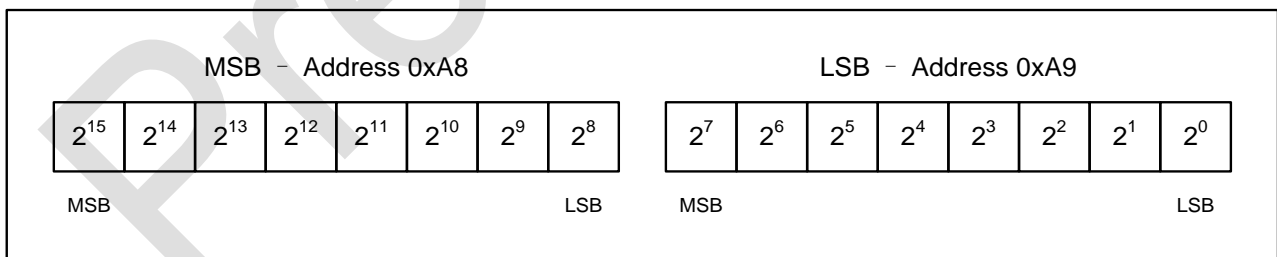 MSB – Address 0xA8 LSB – Address 0xA9
2^15 2^14 2^13 2^12 2^11 2^10 2^9 2^8 2^7 2^6 2^5 2^4 2^3 2^2 2^1 2^0
MSB LSB MSB LSB